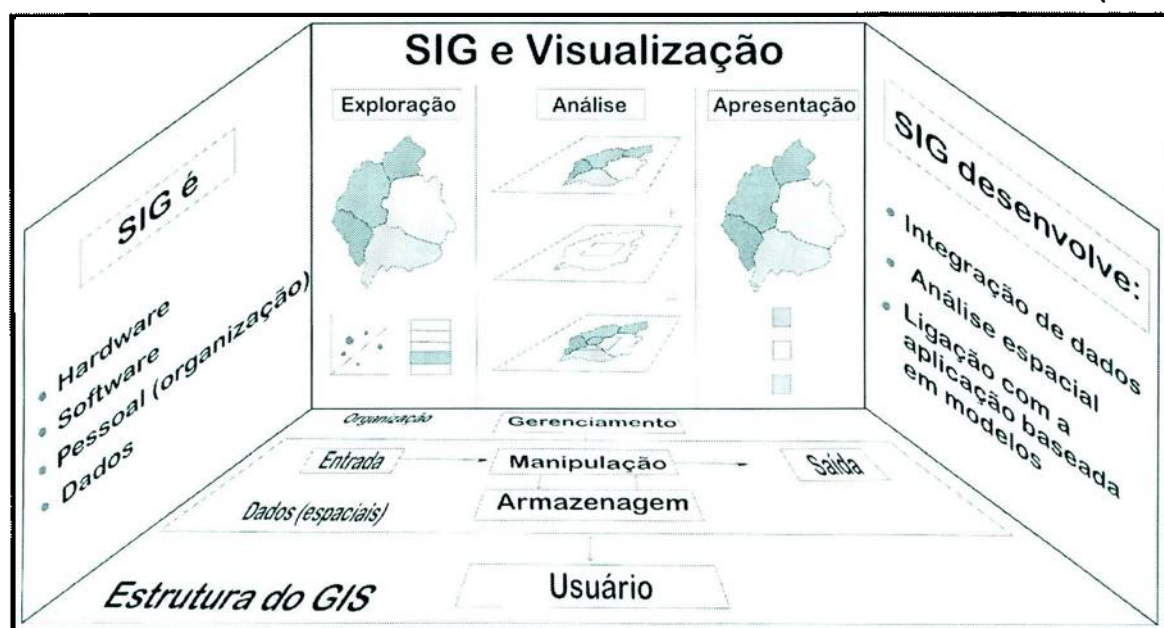 SIG e Visualização
Exploração
Análise
Apresentação
SIG é
Hardware
Software
Pessoal (organização)
Dados
SIG desenvolve:
Integração de dados
Análise espacial
Ligação com a
aplicação baseada
em modelos
Organização
Gerenciamento
Entrada
Manipulação
Saída
Armazenagem
Dados (espaciais)
Usuário
Estrutura do GIS